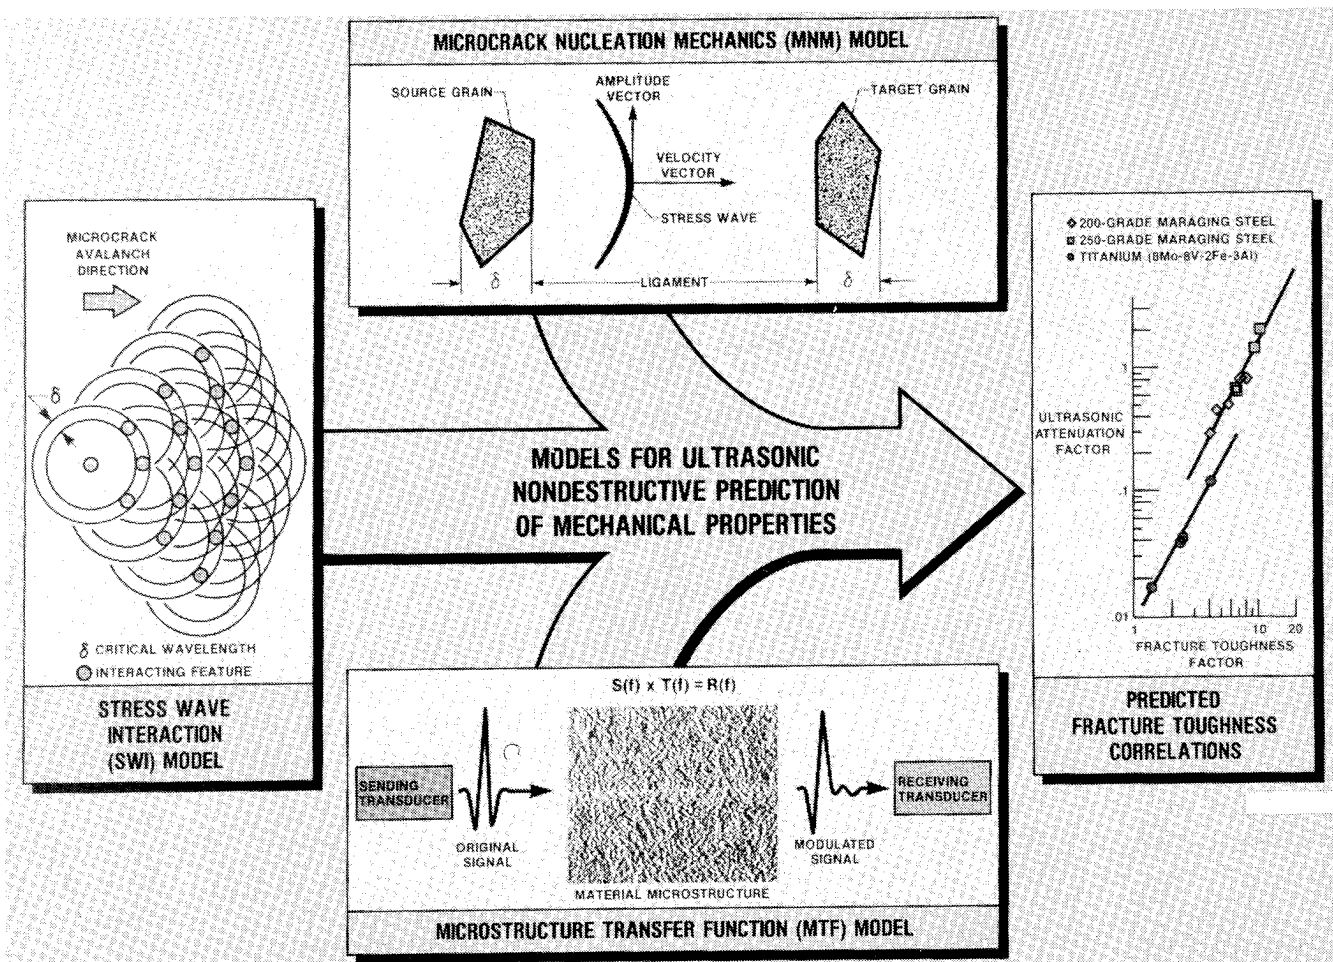 MICROCRACK NUCLEATION MECHANICS (MNM) MODEL
SOURCE GRAIN
AMPLITUDE
VECTOR
TARGET GRAIN
VELOCITY
VECTOR
STRESS WAVE
δ
LIGAMENT
δ
MICROCRACK
AVALANCH
DIRECTION
δ
δ CRITICAL WAVELENGTH
INTERACTING FEATURE
STRESS WAVE
INTERACTION
(SWI) MODEL
MODELS FOR ULTRASONIC
NONDESTRUCTIVE PREDICTION
OF MECHANICAL PROPERTIES
S(f) x T(f) = R(f)
SENDING
TRANSDUCER
ORIGINAL
SIGNAL
MATERIAL MICROSTRUCTURE
MODULATED
SIGNAL
RECEIVING
TRANSDUCER
MICROSTRUCTURE TRANSFER FUNCTION (MTF) MODEL
200-GRADE MARAGING STEEL
250-GRADE MARAGING STEEL
TITANIUM (8Mo-8V-2Fe-3Al)
ULTRASONIC
ATTENUATION
FACTOR
1
.1
.01
1 10 20
FRACTURE TOUGHNESS
FACTOR
PREDICTED
FRACTURE TOUGHNESS
CORRELATIONS